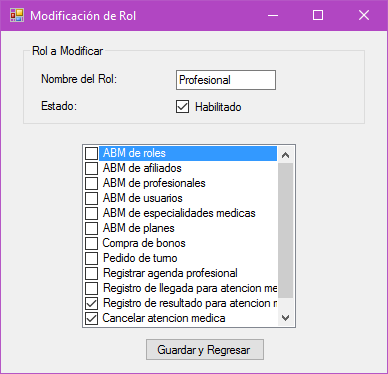 Modificación de Rol
Rol a Modificar
Nombre del Rol: Profesional
Estado: Habilitado
ABM de roles
ABM de afiliados
ABM de profesionales
ABM de usuarios
ABM de especialidades medicas
ABM de planes
Compra de bonos
Pedido de turno
Registrar agenda profesional
Registro de llegada para atencion me
Registro de resultado para atencion m
Cancelar atencion medica
Guardar y Regresar